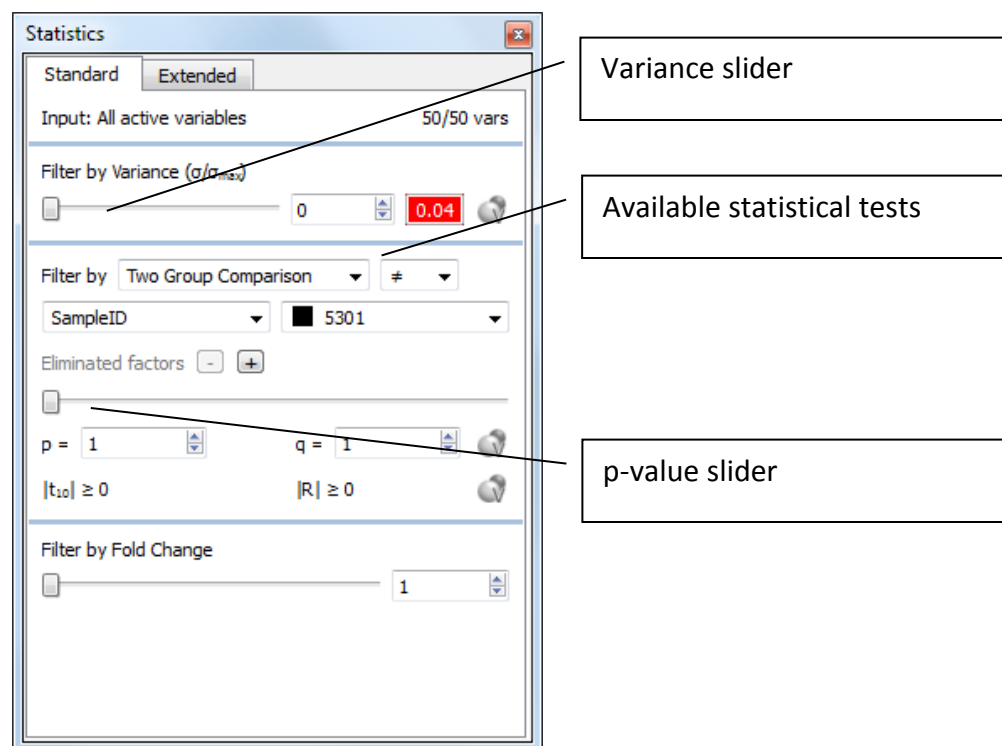 Statistics
Standard Extended
Input: All active variables 50/50 vars
Filter by Variance (σ/σmax)
0 0.04
Filter by Two Group Comparison ≠
SampleID 5301
Eliminated factors - +
p = 1 q = 1
|t₁₀| ≥ 0 |R| ≥ 0
Filter by Fold Change
1
Variance slider
Available statistical tests
p-value slider